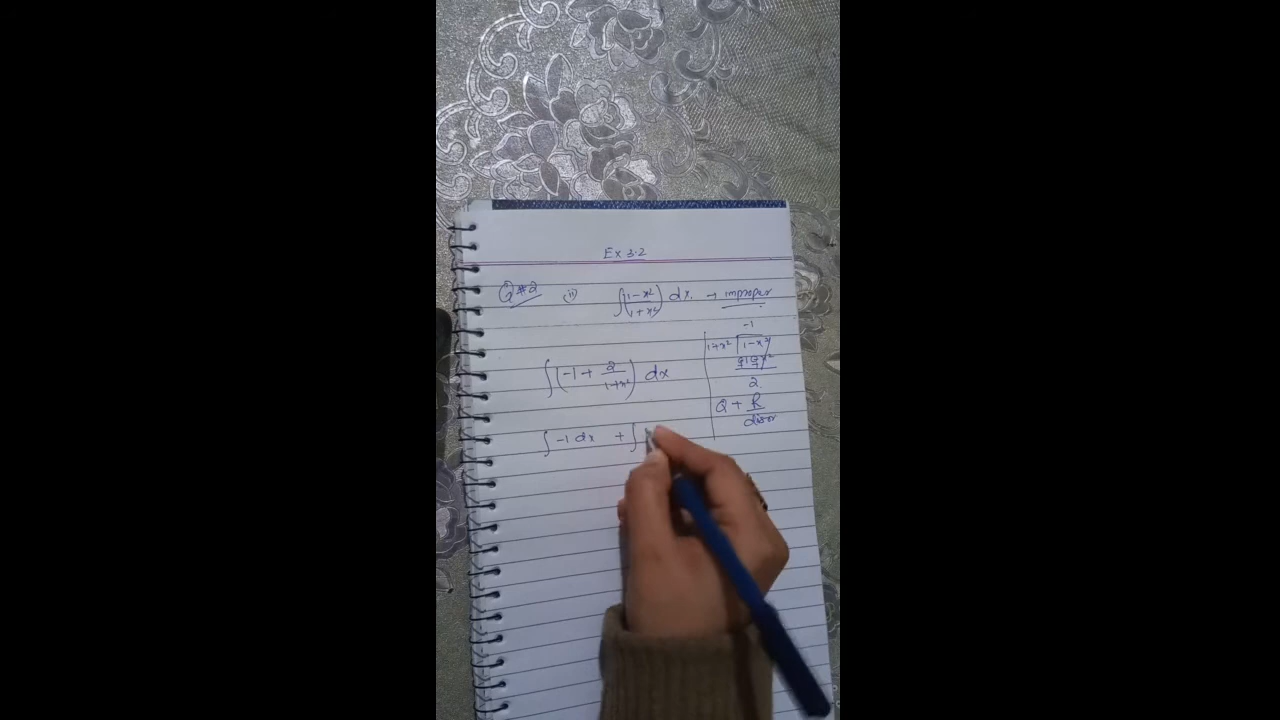 Ex 3.2
Q#2 (ii) ∫(1-x²/1+x²) dx. → improper
-1
1+x² 1-x²
∫(-1 + 2/1+x²) dx
2.
Q + R/disor
∫ -1 dx + ∫